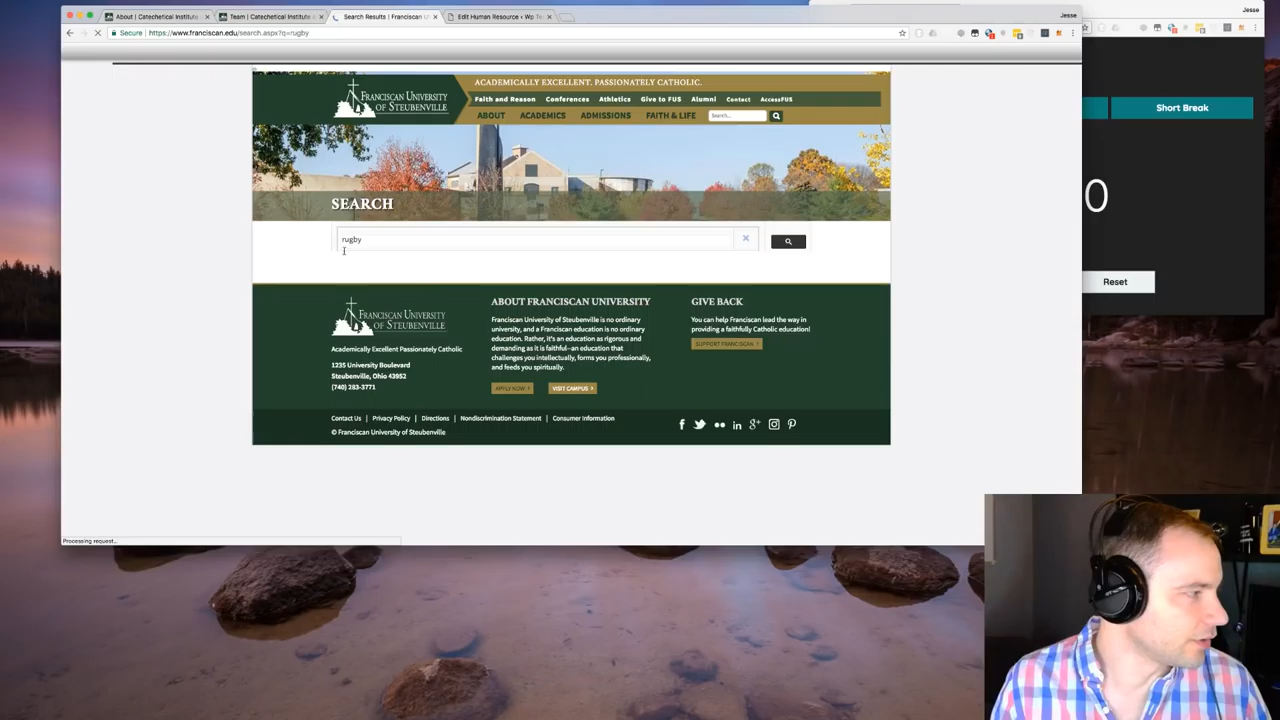 Jesse
Jesse
About | Catechetical Institute
Team | Catechetical Institute
Search Results | Franciscan U
Edit Human Resource ‹ Wp Te
Secure https://www.franciscan.edu/search.aspx?q=rugby
FRANCISCAN UNIVERSITY
OF STEUBENVILLE
ACADEMICALLY EXCELLENT. PASSIONATELY CATHOLIC.
Faith and Reason Conferences Athletics Give to FUS Alumni Contact AccessFUS
ABOUT ACADEMICS ADMISSIONS FAITH & LIFE Search...
SEARCH
rugby
FRANCISCAN UNIVERSITY
OF STEUBENVILLE
Academically Excellent Passionately Catholic
1235 University Boulevard
Steubenville, Ohio 43952
(740) 283-3771
ABOUT FRANCISCAN UNIVERSITY
Franciscan University of Steubenville is no ordinary
university, and a Franciscan education is no ordinary
education. Rather, it's an education as rigorous and
demanding as it is faithful—an education that
challenges you intellectually, forms you professionally,
and feeds you spiritually.
APPLY NOW ›
VISIT CAMPUS ›
GIVE BACK
You can help Franciscan lead the way in
providing a faithfully Catholic education!
SUPPORT FRANCISCAN ›
Contact Us | Privacy Policy | Directions | Nondiscrimination Statement | Consumer Information
© Franciscan University of Steubenville
Processing request...
Short Break
0
Reset